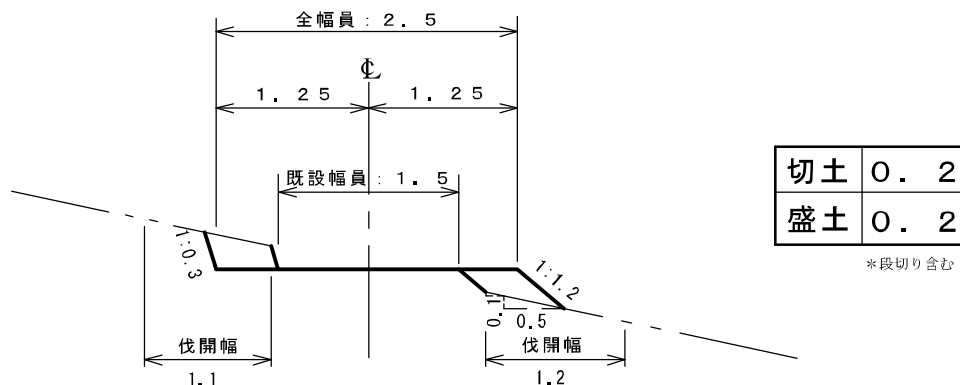 全幅員：2．5
℄
1．25
1．25
既設幅員：1．5
切土 0．2
盛土 0．2
＊段切り含む
1:0.3
1:1.2
0.1
0.5
伐開幅
1.1
伐開幅
1.2